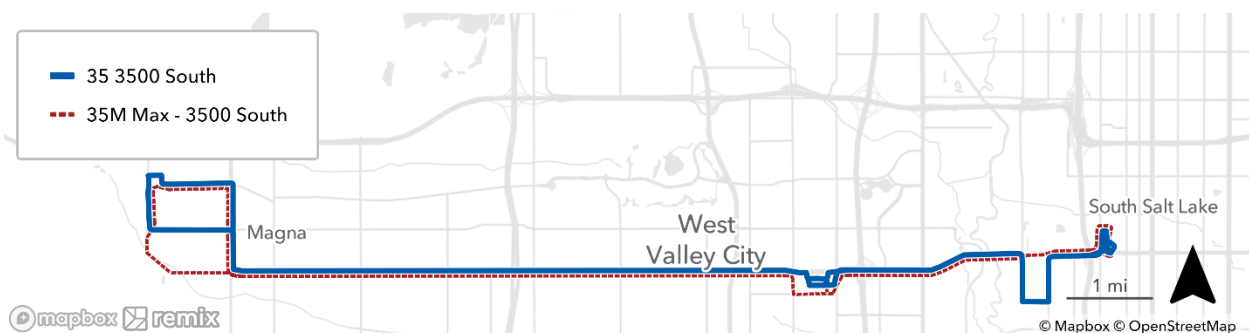 35 3500 South
35M Max - 3500 South
South Salt Lake
West
Valley City
Magna
1 mi
mapbox remix
© Mapbox © OpenStreetMap